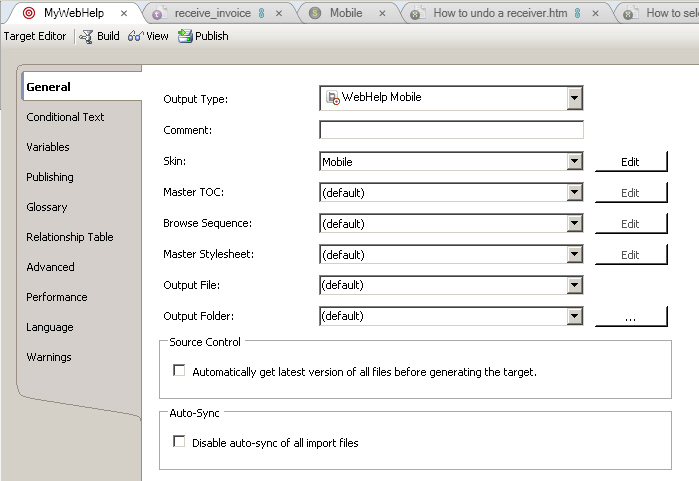 MyWebHelp receive_invoice Mobile How to undo a receiver.htm How to sel
Target Editor Build View Publish
General
Conditional Text
Variables
Publishing
Glossary
Relationship Table
Advanced
Performance
Language
Warnings
Output Type: WebHelp Mobile
Comment:
Skin: Mobile Edit
Master TOC: (default) Edit
Browse Sequence: (default) Edit
Master Stylesheet: (default) Edit
Output File: (default)
Output Folder: (default) ...
Source Control
Automatically get latest version of all files before generating the target.
Auto-Sync
Disable auto-sync of all import files